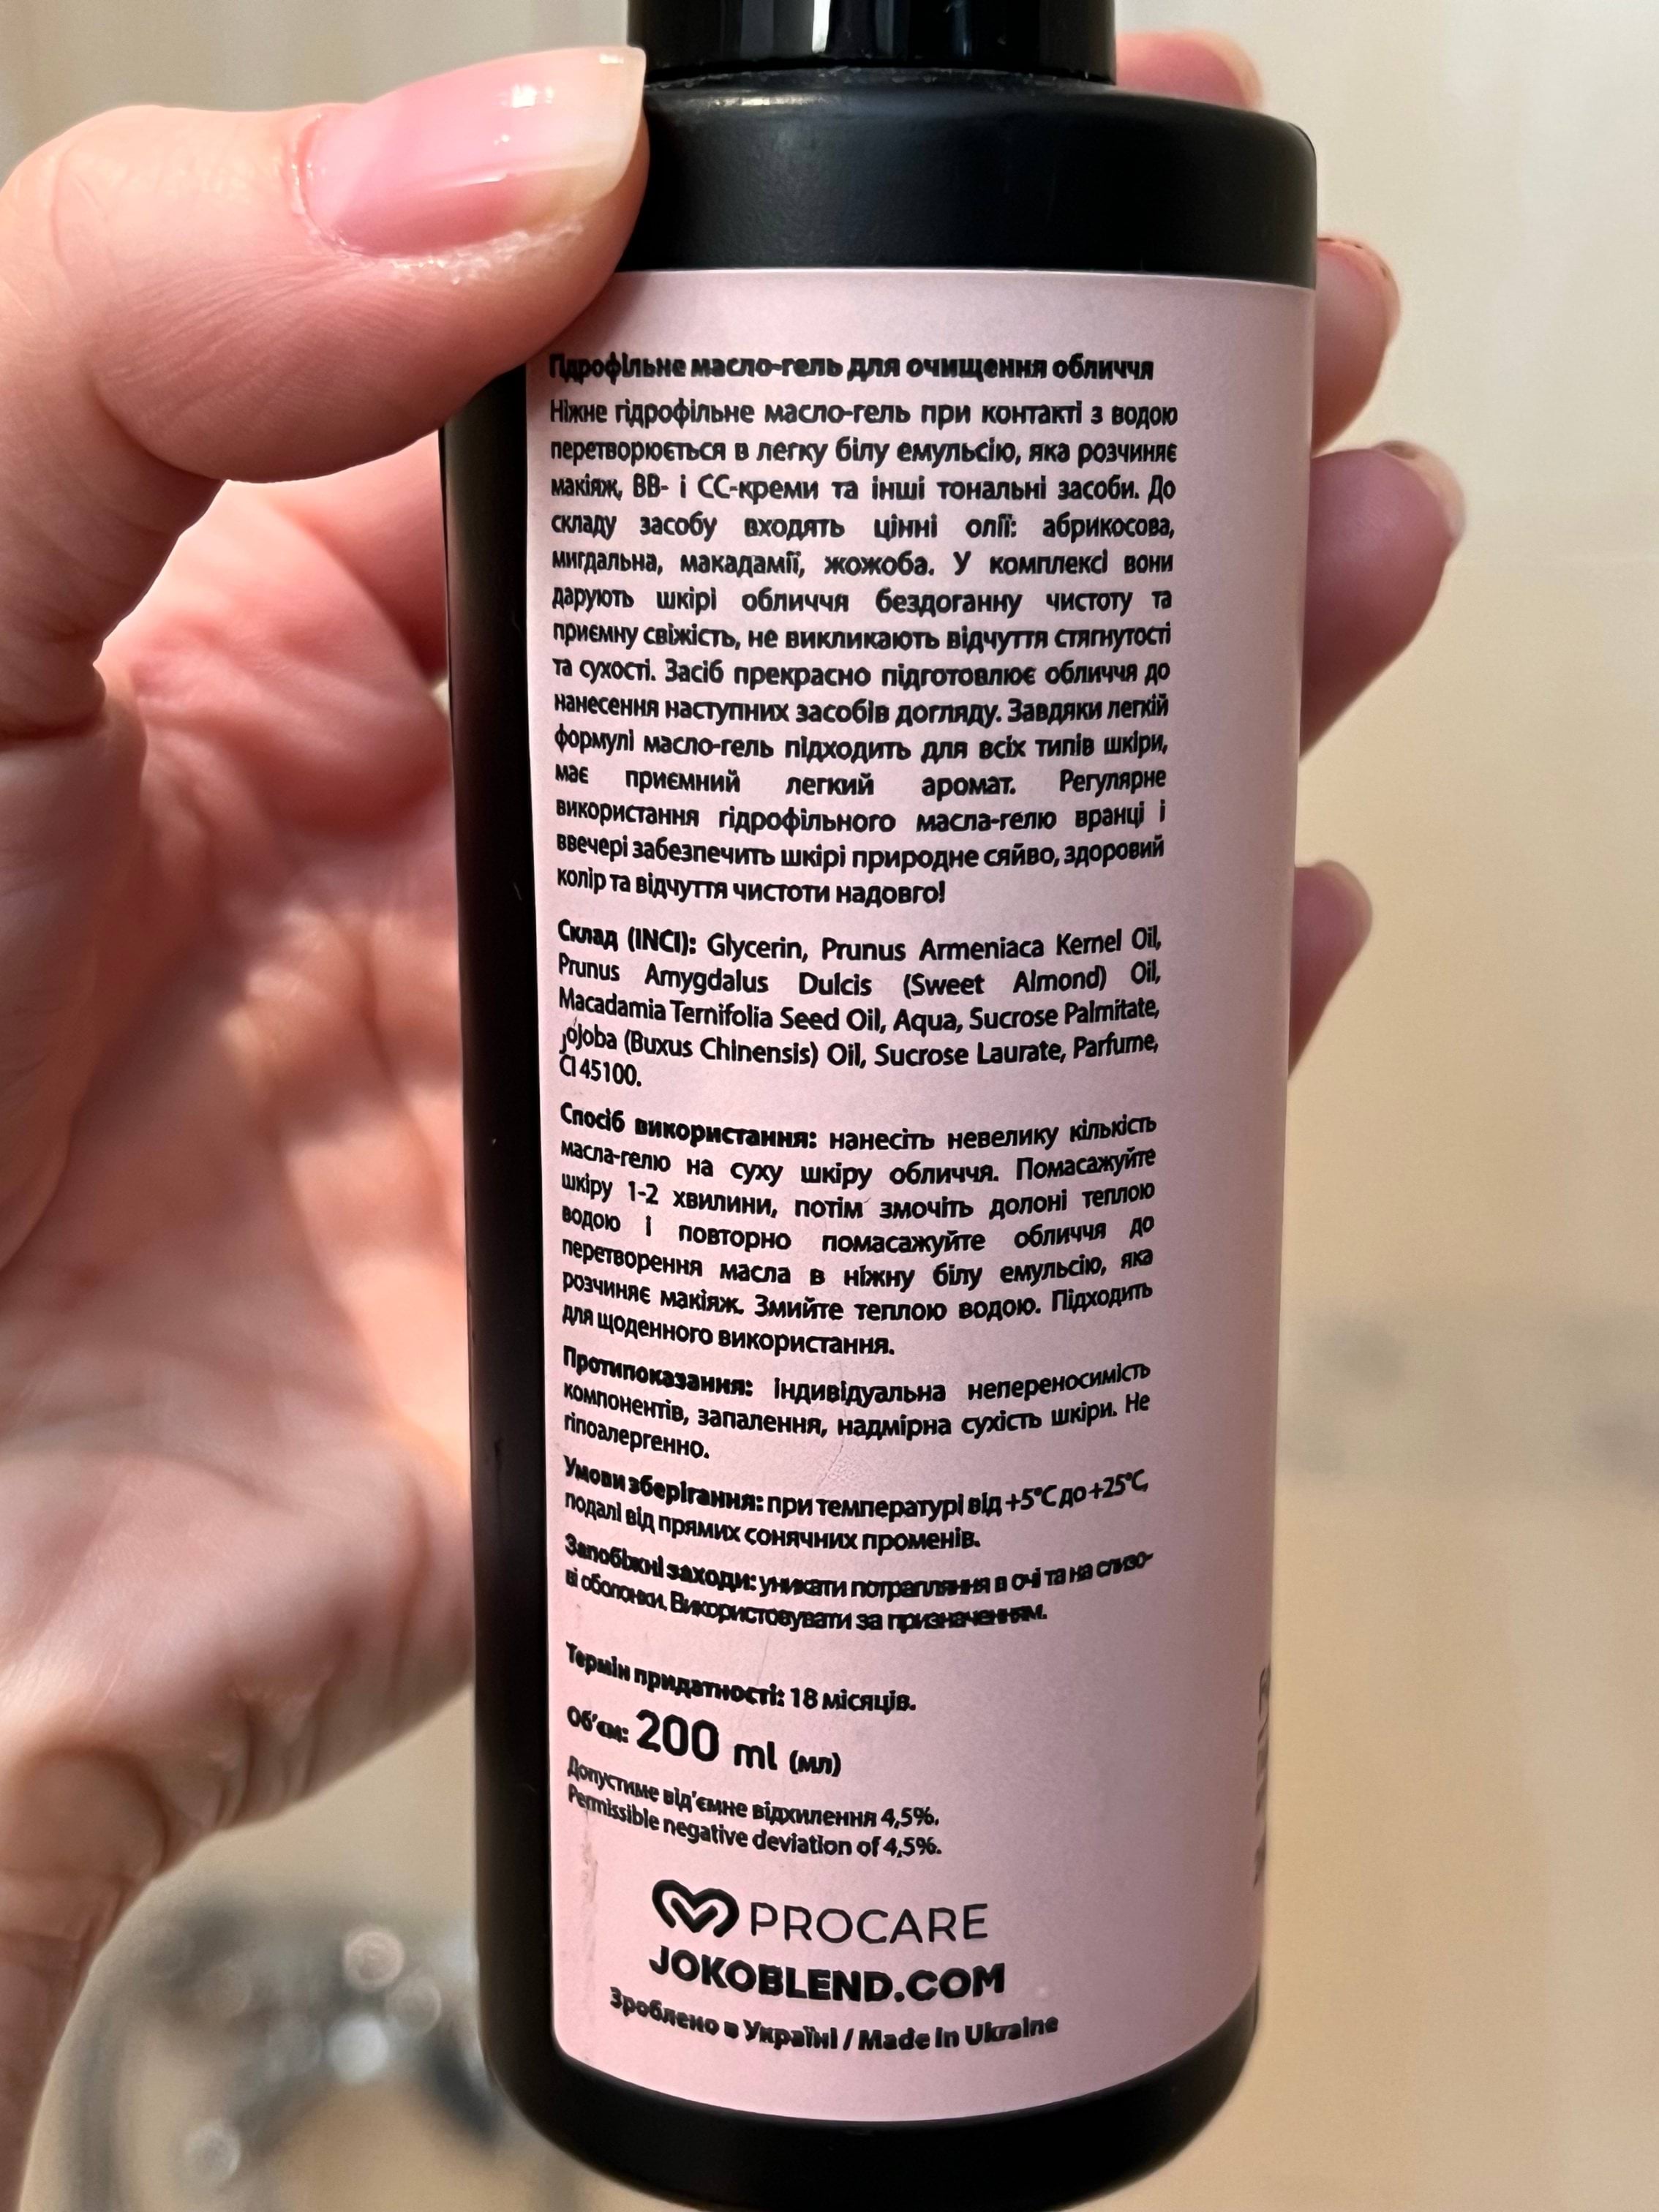 Гідрофільне масло-гель для очищення обличчя
Ніжне гідрофільне масло-гель при контакті з водою
перетворюється в легку білу емульсію, яка розчиняє
макіяж, BB- і CC-креми та інші тональні засоби. До
складу засобу входять цінні олії: абрикосова,
мигдальна, макадамії, жожоба. У комплексі вони
дарують шкірі обличчя бездоганну чистоту та
приємну свіжість, не викликають відчуття стягнутості
та сухості. Засіб прекрасно підготовлює обличчя до
нанесення наступних засобів догляду. Завдяки легкій
формулі масло-гель підходить для всіх типів шкіри,
має приємний легкий аромат. Регулярне
використання гідрофільного масла-гелю вранці і
ввечері забезпечить шкірі природне сяйво, здоровий
колір та відчуття чистоти надовго!
Склад (INCI): Glycerin, Prunus Armeniaca Kernel Oil,
Prunus Amygdalus Dulcis (Sweet Almond) Oil,
Macadamia Ternifolia Seed Oil, Aqua, Sucrose Palmitate,
Jojoba (Buxus Chinensis) Oil, Sucrose Laurate, Parfume,
CI 45100.
Спосіб використання: нанесіть невелику кількість
масла-гелю на суху шкіру обличчя. Помасажуйте
шкіру 1-2 хвилини, потім змочіть долоні теплою
водою і повторно помасажуйте обличчя до
перетворення масла в ніжну білу емульсію, яка
розчиняє макіяж. Змийте теплою водою. Підходить
для щоденного використання.
Протипоказання: індивідуальна непереносимість
компонентів, запалення, надмірна сухість шкіри. Не
гіпоалергенно.
Умови зберігання: при температурі від +5°C до +25°C,
подалі від прямих сонячних променів.
Запобіжні заходи: уникати потрапляння в очі та на слизо-
ві оболонки. Використовувати за призначенням.
Термін придатності: 18 місяців.
Об'єм: 200 ml (мл)
Допустиме від'ємне відхилення 4,5%.
Permissible negative deviation of 4,5%.
PROCARE
JOKOBLEND.COM
Зроблено в Україні / Made in Ukraine